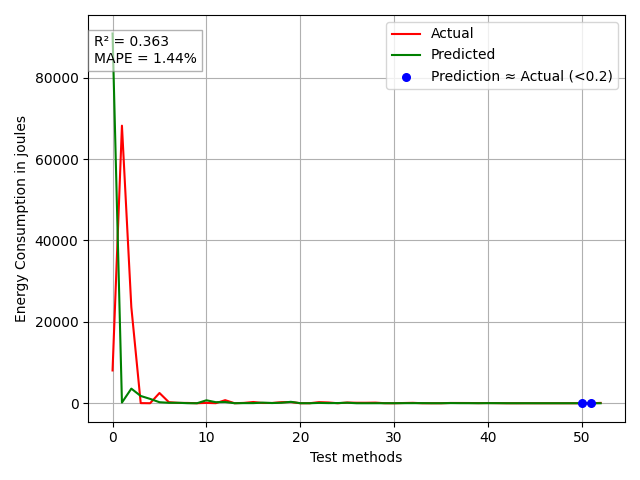 R² = 0.363
MAPE = 1.44%
Actual
Predicted
Prediction ≈ Actual (<0.2)
Energy Consumption in joules
80000
60000
40000
20000
0
0 10 20 30 40 50
Test methods